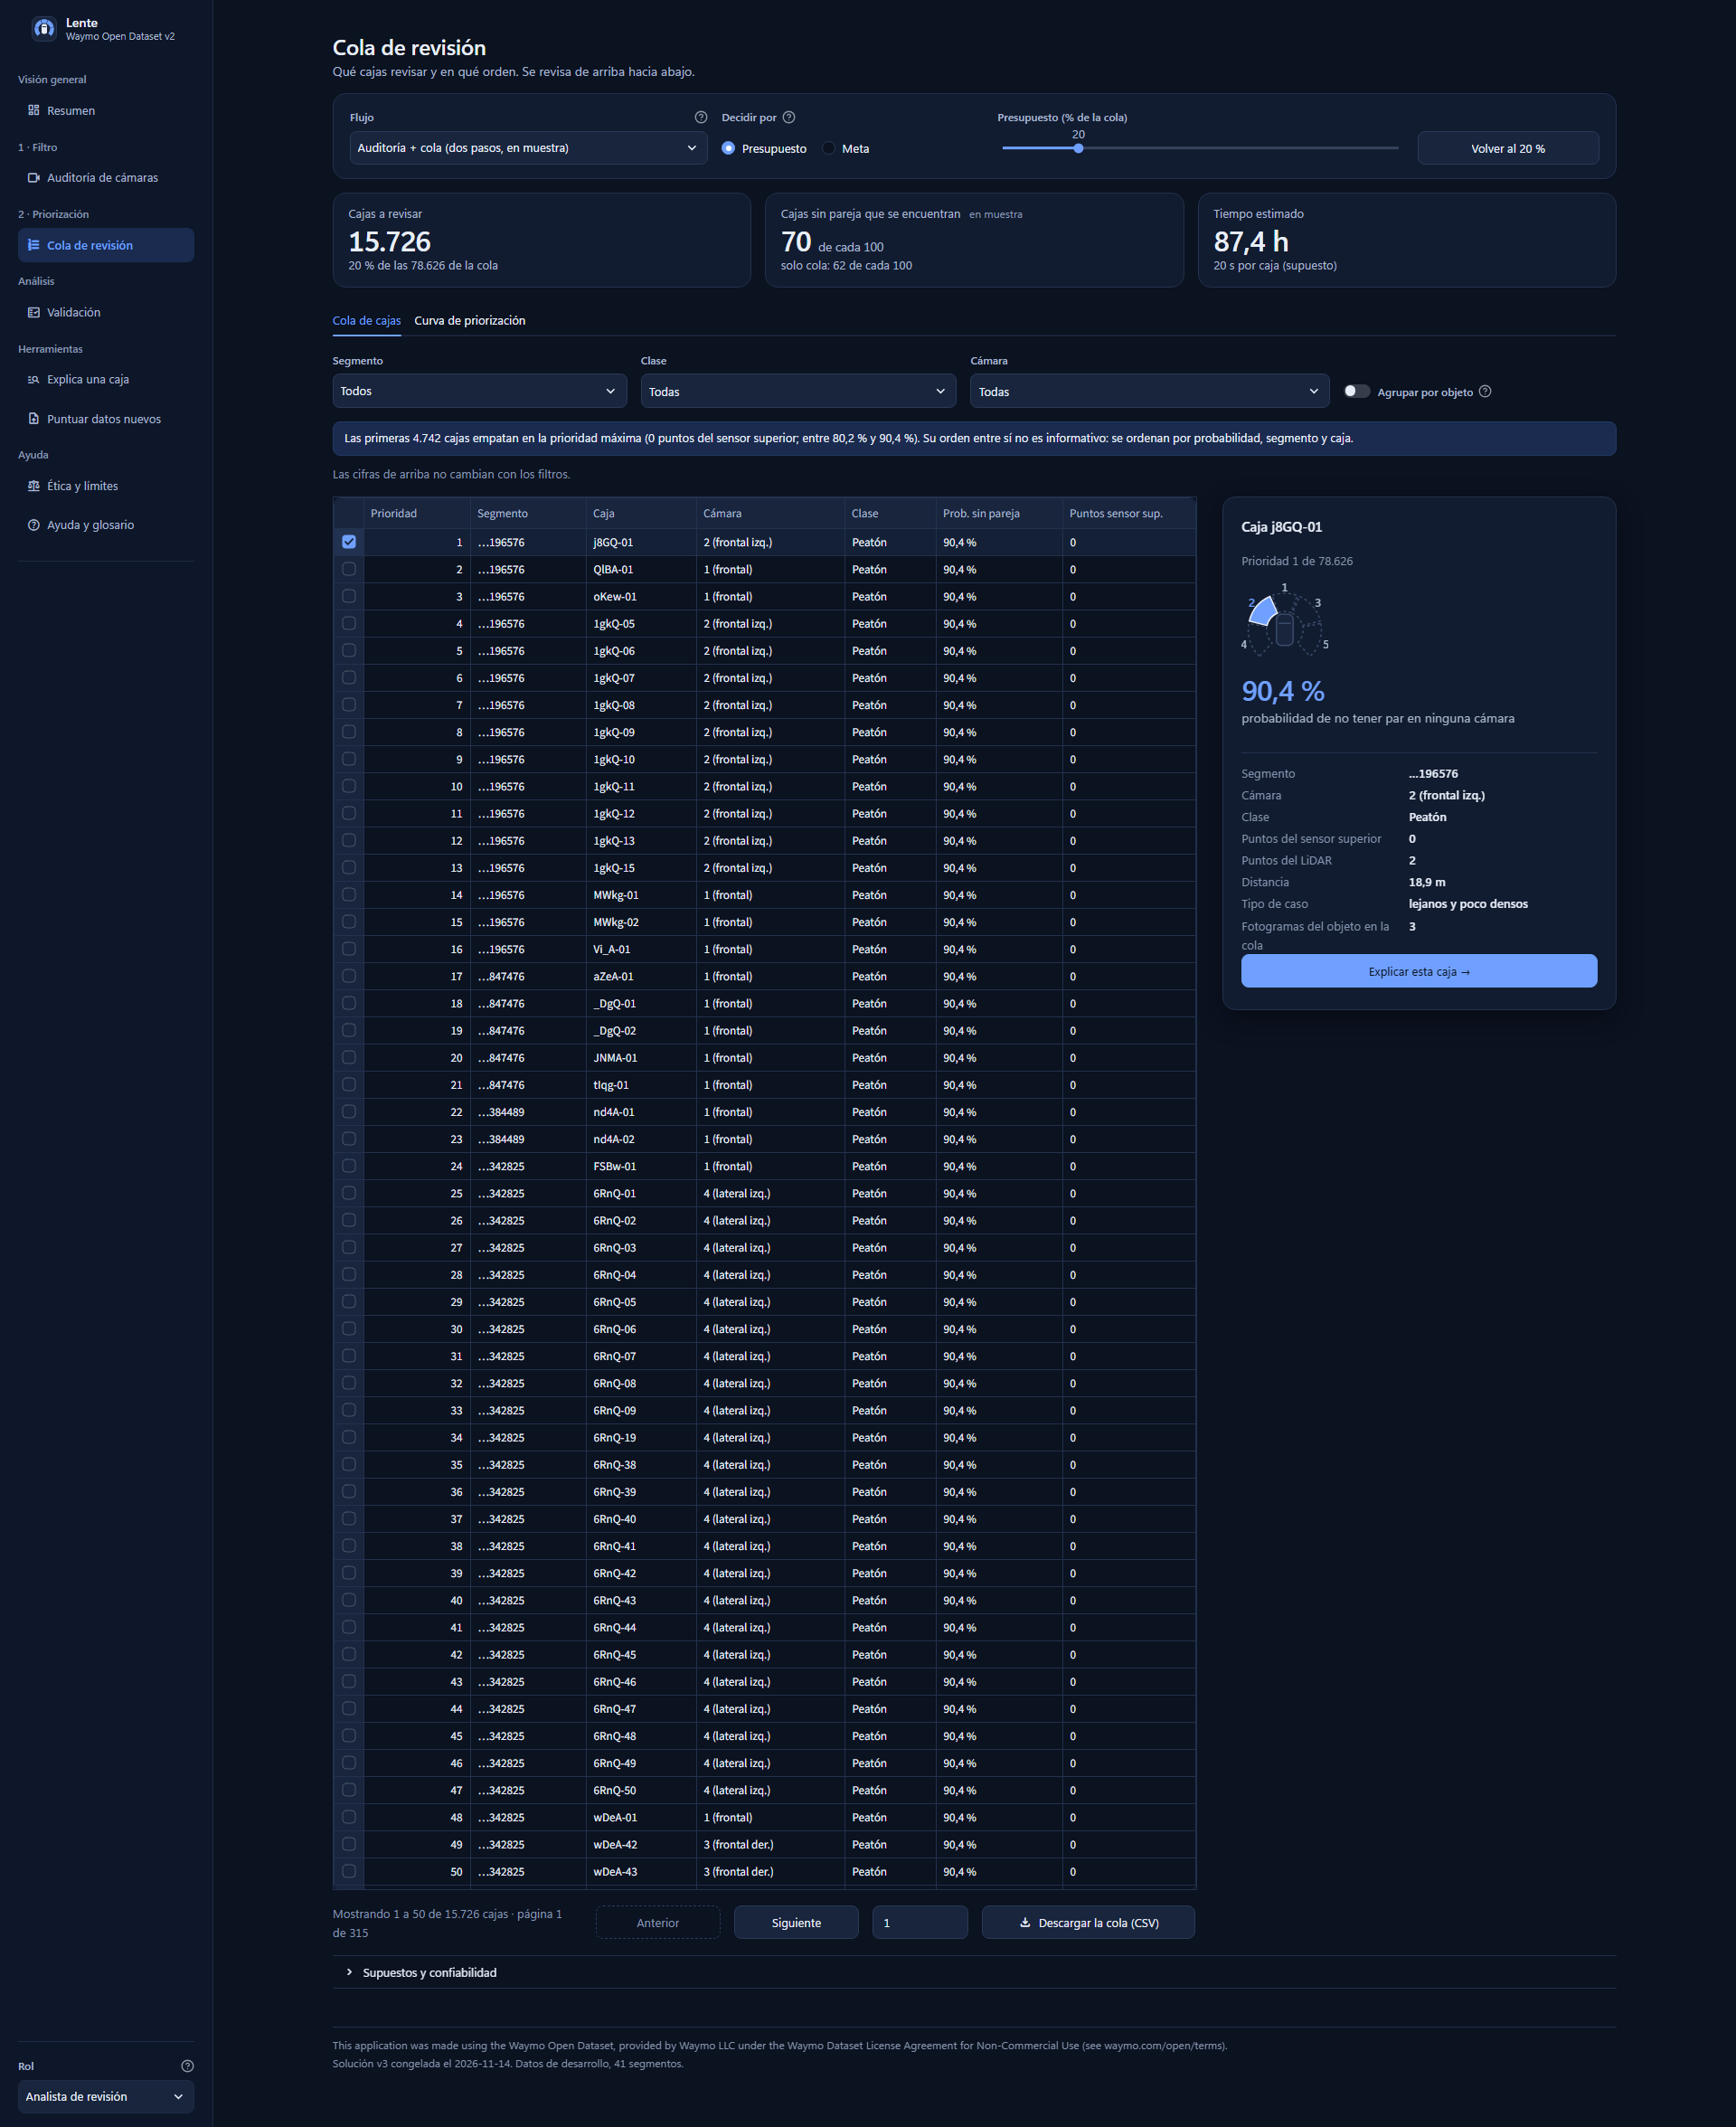 Lente
Waymo Open Dataset v2
Visión general
Resumen
1 · Filtro
Auditoría de cámaras
2 · Priorización
Cola de revisión
Análisis
Validación
Herramientas
Explica una caja
Puntuar datos nuevos
Ayuda
Ética y límites
Ayuda y glosario
Rol
Analista de revisión
Cola de revisión
Qué cajas revisar y en qué orden. Se revisa de arriba hacia abajo.
Flujo
Auditoría + cola (dos pasos, en muestra)
Decidir por
Presupuesto Meta
Presupuesto (% de la cola)
20
Volver al 20 %
Cajas a revisar
15.726
20 % de las 78.626 de la cola
Cajas sin pareja que se encuentran en muestra
70 de cada 100
solo cola: 62 de cada 100
Tiempo estimado
87,4 h
20 s por caja (supuesto)
Cola de cajas Curva de priorización
Segmento
Todos
Clase
Todas
Cámara
Todas
Agrupar por objeto
Las primeras 4.742 cajas empatan en la prioridad máxima (0 puntos del sensor superior; entre 80,2 % y 90,4 %). Su orden entre sí no es informativo: se ordenan por probabilidad, segmento y caja.
Las cifras de arriba no cambian con los filtros.
Prioridad Segmento Caja Cámara Clase Prob. sin pareja Puntos sensor sup.
1 ...196576 j8GQ-01 2 (frontal izq.) Peatón 90,4 % 0
2 ...196576 QlBA-01 1 (frontal) Peatón 90,4 % 0
3 ...196576 oKew-01 1 (frontal) Peatón 90,4 % 0
4 ...196576 1gkQ-05 2 (frontal izq.) Peatón 90,4 % 0
5 ...196576 1gkQ-06 2 (frontal izq.) Peatón 90,4 % 0
6 ...196576 1gkQ-07 2 (frontal izq.) Peatón 90,4 % 0
7 ...196576 1gkQ-08 2 (frontal izq.) Peatón 90,4 % 0
8 ...196576 1gkQ-09 2 (frontal izq.) Peatón 90,4 % 0
9 ...196576 1gkQ-10 2 (frontal izq.) Peatón 90,4 % 0
10 ...196576 1gkQ-11 2 (frontal izq.) Peatón 90,4 % 0
11 ...196576 1gkQ-12 2 (frontal izq.) Peatón 90,4 % 0
12 ...196576 1gkQ-13 2 (frontal izq.) Peatón 90,4 % 0
13 ...196576 1gkQ-15 2 (frontal izq.) Peatón 90,4 % 0
14 ...196576 MWkg-01 1 (frontal) Peatón 90,4 % 0
15 ...196576 MWkg-02 1 (frontal) Peatón 90,4 % 0
16 ...196576 Vi_A-01 1 (frontal) Peatón 90,4 % 0
17 ...847476 aZeA-01 1 (frontal) Peatón 90,4 % 0
18 ...847476 _DgQ-01 1 (frontal) Peatón 90,4 % 0
19 ...847476 _DgQ-02 1 (frontal) Peatón 90,4 % 0
20 ...847476 JNMA-01 1 (frontal) Peatón 90,4 % 0
21 ...847476 tIqg-01 1 (frontal) Peatón 90,4 % 0
22 ...384489 nd4A-01 1 (frontal) Peatón 90,4 % 0
23 ...384489 nd4A-02 1 (frontal) Peatón 90,4 % 0
24 ...342825 FSBw-01 1 (frontal) Peatón 90,4 % 0
25 ...342825 6RnQ-01 4 (lateral izq.) Peatón 90,4 % 0
26 ...342825 6RnQ-02 4 (lateral izq.) Peatón 90,4 % 0
27 ...342825 6RnQ-03 4 (lateral izq.) Peatón 90,4 % 0
28 ...342825 6RnQ-04 4 (lateral izq.) Peatón 90,4 % 0
29 ...342825 6RnQ-05 4 (lateral izq.) Peatón 90,4 % 0
30 ...342825 6RnQ-06 4 (lateral izq.) Peatón 90,4 % 0
31 ...342825 6RnQ-07 4 (lateral izq.) Peatón 90,4 % 0
32 ...342825 6RnQ-08 4 (lateral izq.) Peatón 90,4 % 0
33 ...342825 6RnQ-09 4 (lateral izq.) Peatón 90,4 % 0
34 ...342825 6RnQ-19 4 (lateral izq.) Peatón 90,4 % 0
35 ...342825 6RnQ-38 4 (lateral izq.) Peatón 90,4 % 0
36 ...342825 6RnQ-39 4 (lateral izq.) Peatón 90,4 % 0
37 ...342825 6RnQ-40 4 (lateral izq.) Peatón 90,4 % 0
38 ...342825 6RnQ-41 4 (lateral izq.) Peatón 90,4 % 0
39 ...342825 6RnQ-42 4 (lateral izq.) Peatón 90,4 % 0
40 ...342825 6RnQ-43 4 (lateral izq.) Peatón 90,4 % 0
41 ...342825 6RnQ-44 4 (lateral izq.) Peatón 90,4 % 0
42 ...342825 6RnQ-45 4 (lateral izq.) Peatón 90,4 % 0
43 ...342825 6RnQ-46 4 (lateral izq.) Peatón 90,4 % 0
44 ...342825 6RnQ-47 4 (lateral izq.) Peatón 90,4 % 0
45 ...342825 6RnQ-48 4 (lateral izq.) Peatón 90,4 % 0
46 ...342825 6RnQ-49 4 (lateral izq.) Peatón 90,4 % 0
47 ...342825 6RnQ-50 4 (lateral izq.) Peatón 90,4 % 0
48 ...342825 wDeA-01 1 (frontal) Peatón 90,4 % 0
49 ...342825 wDeA-42 3 (frontal der.) Peatón 90,4 % 0
50 ...342825 wDeA-43 3 (frontal der.) Peatón 90,4 % 0
Caja j8GQ-01
Prioridad 1 de 78.626
1
2 3
4 5
90,4 %
probabilidad de no tener par en ninguna cámara
Segmento ...196576
Cámara 2 (frontal izq.)
Clase Peatón
Puntos del sensor superior 0
Puntos del LiDAR 2
Distancia 18,9 m
Tipo de caso lejanos y poco densos
Fotogramas del objeto en la 3
cola
Explicar esta caja →
Mostrando 1 a 50 de 15.726 cajas · página 1
de 315
Anterior
Siguiente
1
Descargar la cola (CSV)
Supuestos y confiabilidad
This application was made using the Waymo Open Dataset, provided by Waymo LLC under the Waymo Dataset License Agreement for Non-Commercial Use (see waymo.com/open/terms).
Solución v3 congelada el 2026-11-14. Datos de desarrollo, 41 segmentos.